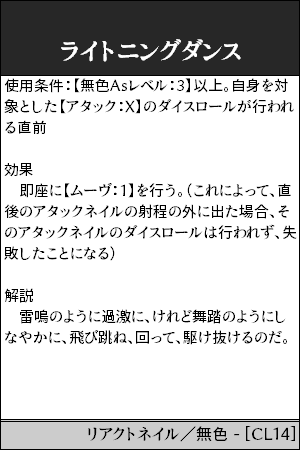 ライトニングダンス
使用条件:【無色Asレベル:3】以上。自身を対
象とした【アタック:X】のダイスロールが行われ
る直前
効果
　即座に【ムーヴ:1】を行う。(これによって、直
後のアタックネイルの射程の外に出た場合、そ
のアタックネイルのダイスロールは行われず、失
敗したことになる)
解説
　雷鳴のように過激に、けれど舞踏のようにし
なやかに、飛び跳ね、回って、駆け抜けるのだ。
リアクトネイル/無色 - [CL14]